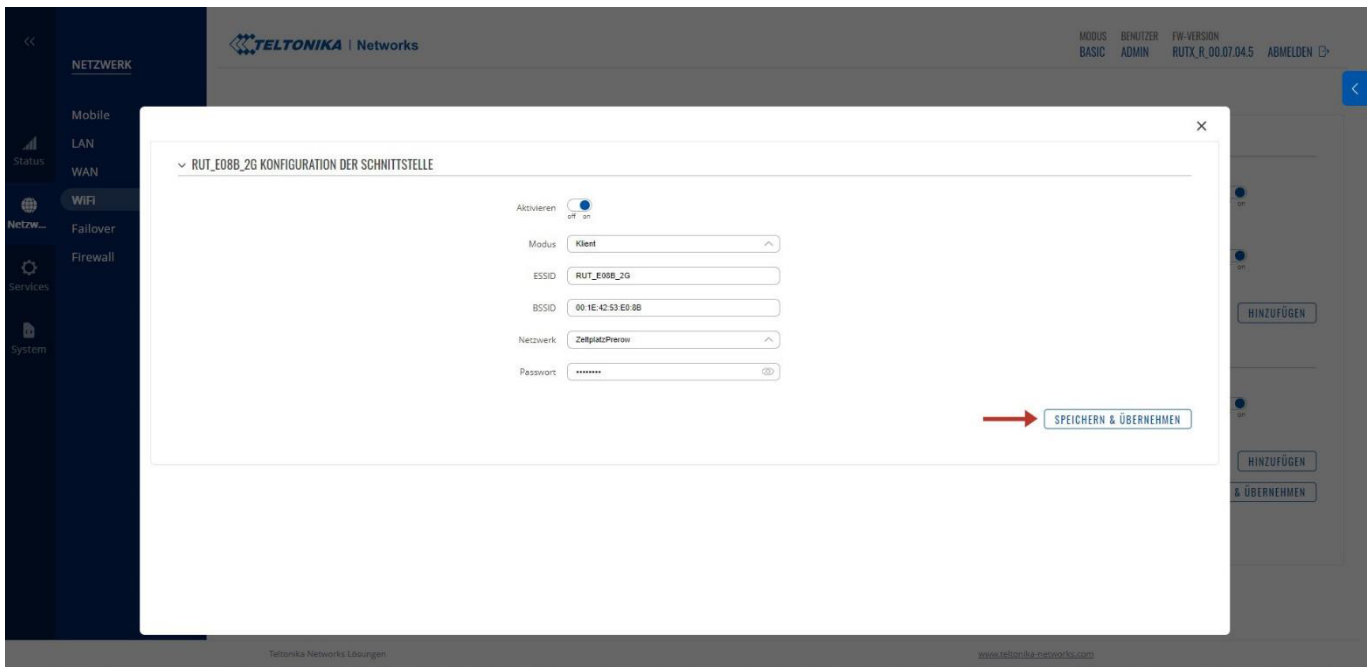 TELTONIKA | Networks
MODUS BENUTZER FW-VERSION
BASIC ADMIN RUTX_R_00.07.04.5 ABMELDEN
NETZWERK
Mobile
LAN
WAN
WiFi
Failover
Firewall
Status
Netzw...
Services
System
RUT_E08B_2G KONFIGURATION DER SCHNITTSTELLE
Aktivieren
off on
Modus Klient
ESSID RUT_E08B_2G
BSSID 00:1E:42:53:E0:8B
Netzwerk ZeltplatzPrerow
Passwort ••••••••
SPEICHERN & ÜBERNEHMEN
on
on
HINZUFÜGEN
on
HINZUFÜGEN
& ÜBERNEHMEN
Teltonika Networks Lösungen
www.teltonika-networks.com